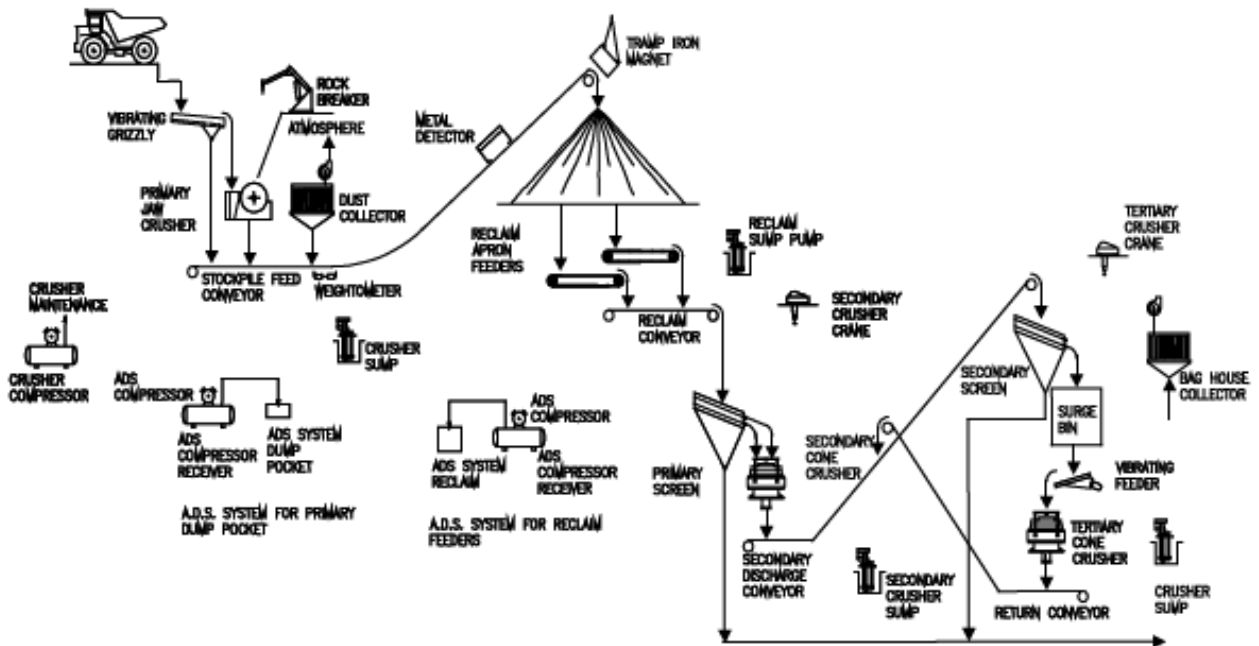 TRAMP IRON
MAGNET
ROCK
BREAKER
ATMOSPHERE
VIBRATING
GRIZZLY
METAL
DETECTOR
PRIMARY
JAW
CRUSHER
DUST
COLLECTOR
RECLAIM
APRON
FEEDERS
RECLAIM
SUMP PUMP
TERTIARY
CRUSHER
CRANE
STOCKPILE FEED
CONVEYOR
WEIGHTOMETER
CRUSHER
MAINTENANCE
SECONDARY
CRUSHER
CRANE
RECLAIM
CONVEYOR
CRUSHER
SUMP
CRUSHER
COMPRESSOR
ADS
COMPRESSOR
ADS
COMPRESSOR
RECEIVER
ADS SYSTEM
DUMP
POCKET
A.D.S. SYSTEM FOR PRIMARY
DUMP POCKET
ADS
COMPRESSOR
ADS SYSTEM
RECLAIM
ADS
COMPRESSOR
RECEIVER
A.D.S. SYSTEM FOR RECLAIM
FEEDERS
SECONDARY
SCREEN
BAG HOUSE
COLLECTOR
SURGE
BIN
PRIMARY
SCREEN
SECONDARY
CONE
CRUSHER
VIBRATING
FEEDER
TERTIARY
CONE
CRUSHER
SECONDARY
DISCHARGE
CONVEYOR
SECONDARY
CRUSHER
SUMP
RETURN CONVEYOR
CRUSHER
SUMP